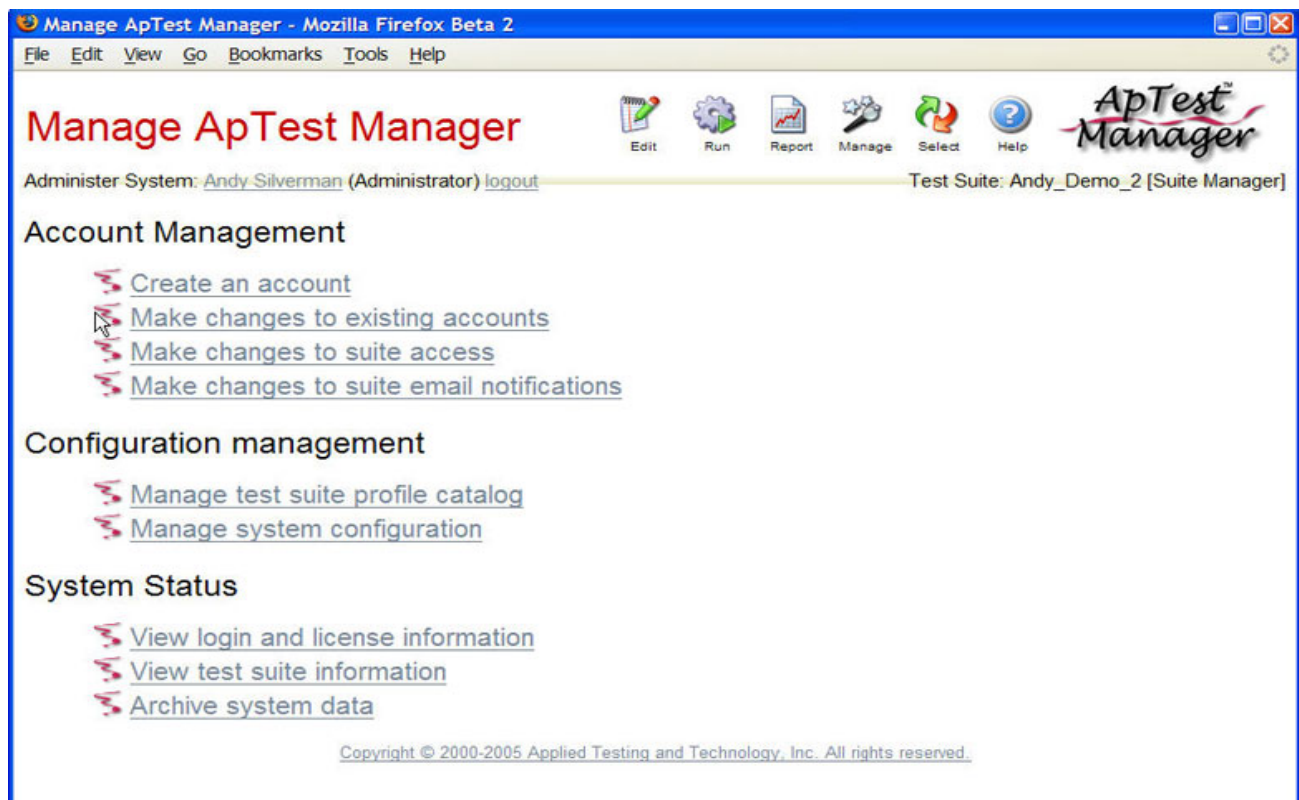 Manage ApTest Manager - Mozilla Firefox Beta 2
File Edit View Go Bookmarks Tools Help
Manage ApTest Manager
Edit Run Report Manage Select Help
ApTest™ Manager
Administer System: Andy Silverman (Administrator) logout
Test Suite: Andy_Demo_2 [Suite Manager]
Account Management
Create an account
Make changes to existing accounts
Make changes to suite access
Make changes to suite email notifications
Configuration management
Manage test suite profile catalog
Manage system configuration
System Status
View login and license information
View test suite information
Archive system data
Copyright © 2000-2005 Applied Testing and Technology, Inc. All rights reserved.